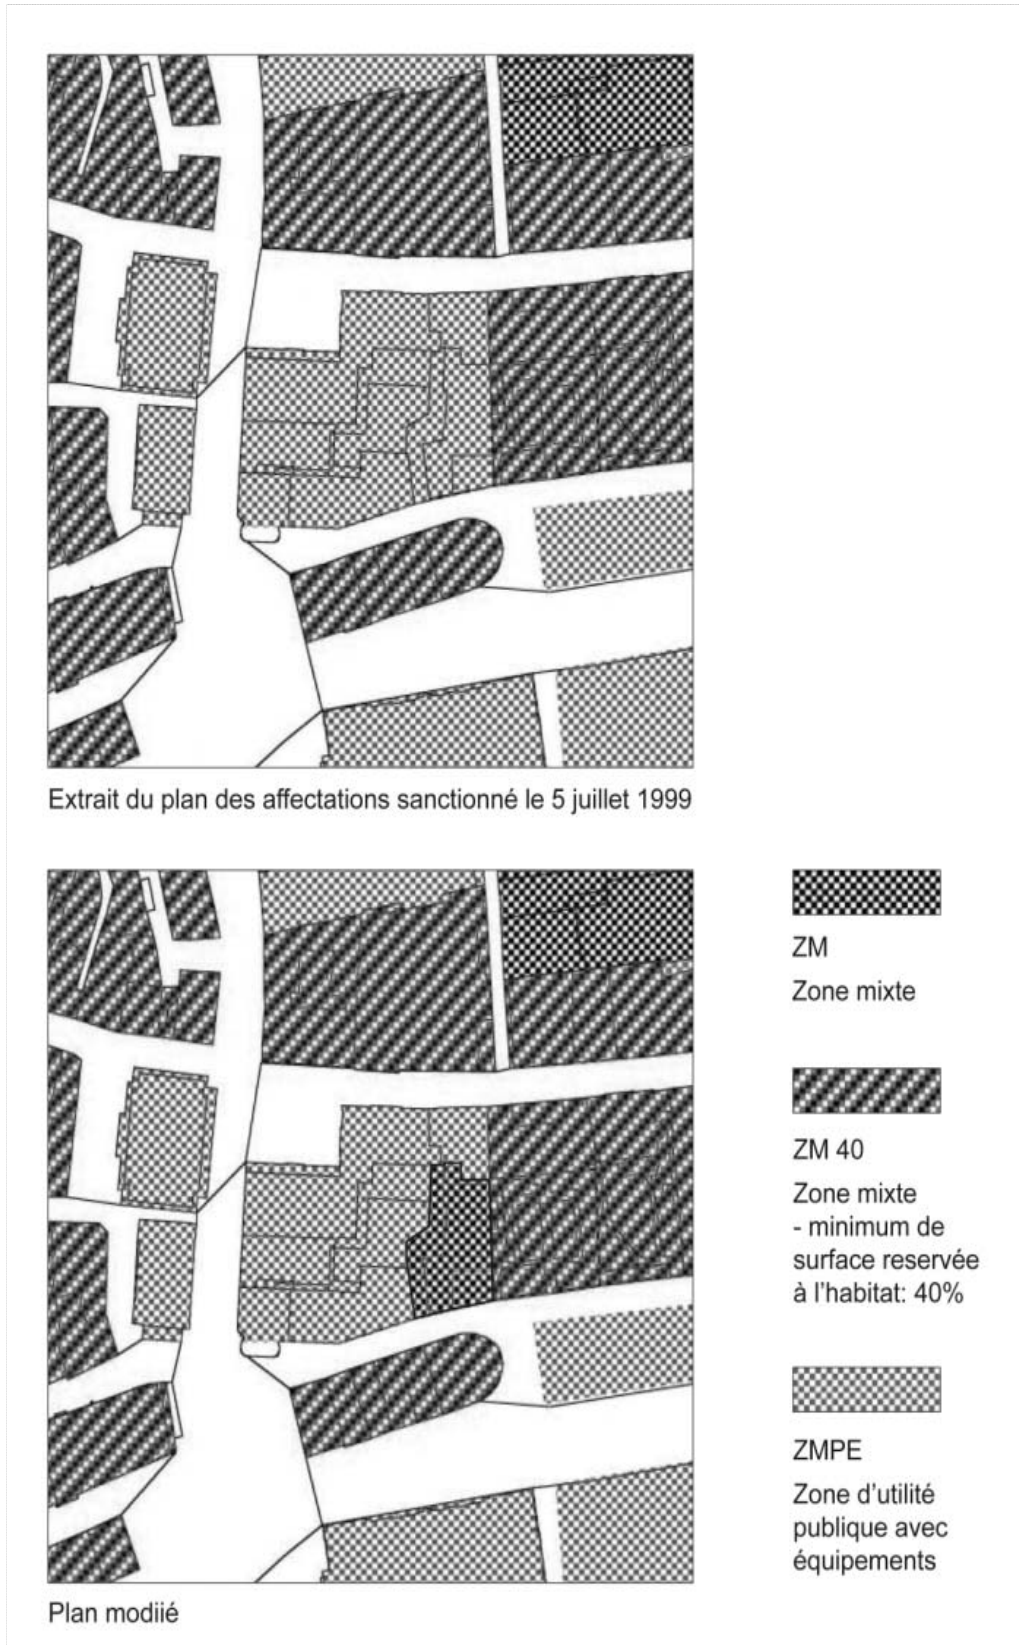 Extrait du plan des affectations sanctionné le 5 juillet 1999
ZM
Zone mixte
ZM 40
Zone mixte
- minimum de
surface reservée
à l'habitat: 40%
ZMPE
Zone d'utilité
publique avec
équipements
Plan modiié